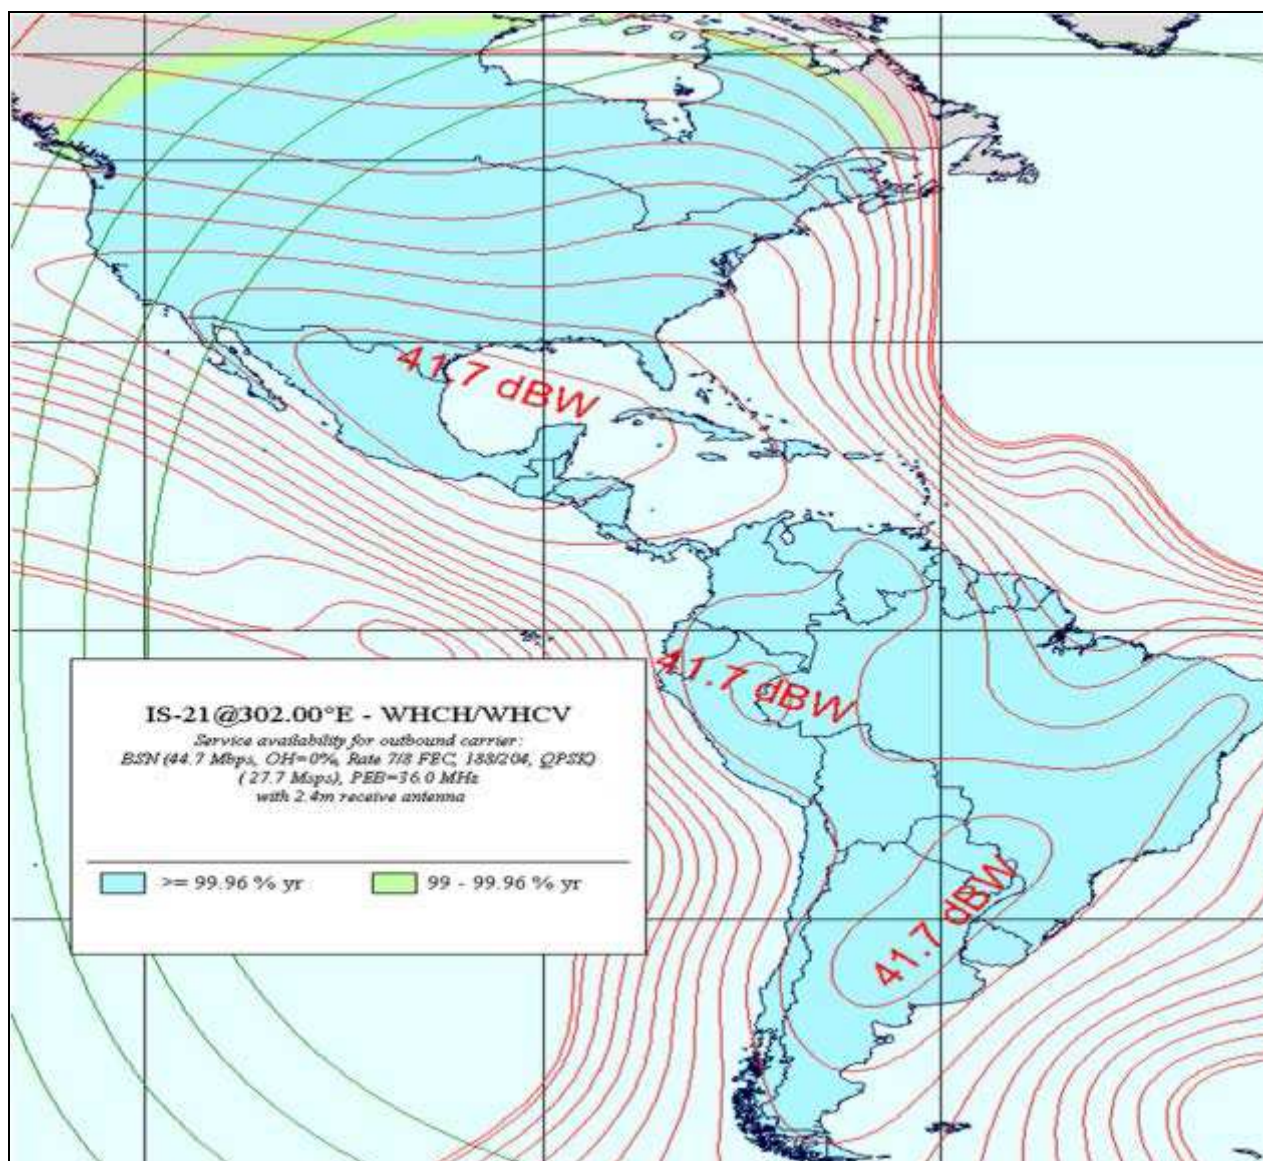 41.7 dBW
41.7 dBW
IS-21@302.00°E - WHCH/WHCV
Service availability for outbound carrier:
BSN (44.7 Mbps, OH=0%, Rate 7/8 FEC, 188/204, QPSK)
( 27.7 Msps), PEB=36.0 MHz
with 2.4m receive antenna
>= 99.96 % yr
99 - 99.96 % yr
41.7 dBW